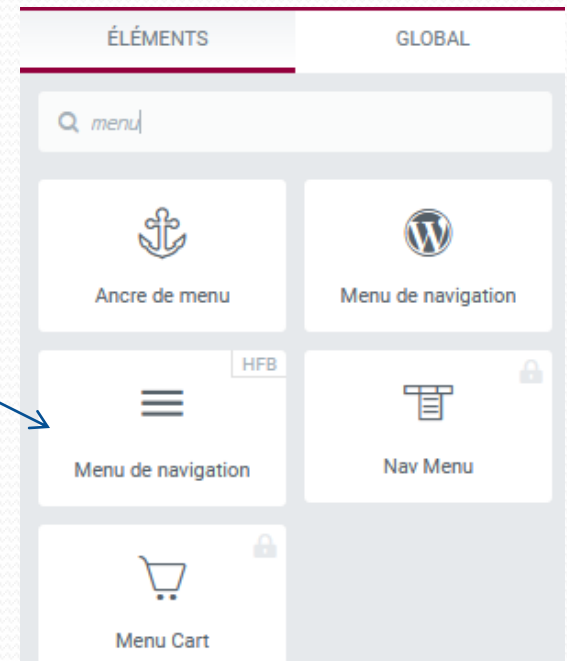 ÉLÉMENTS GLOBAL
menu
Ancre de menu Menu de navigation
HFB
Menu de navigation Nav Menu
Menu Cart